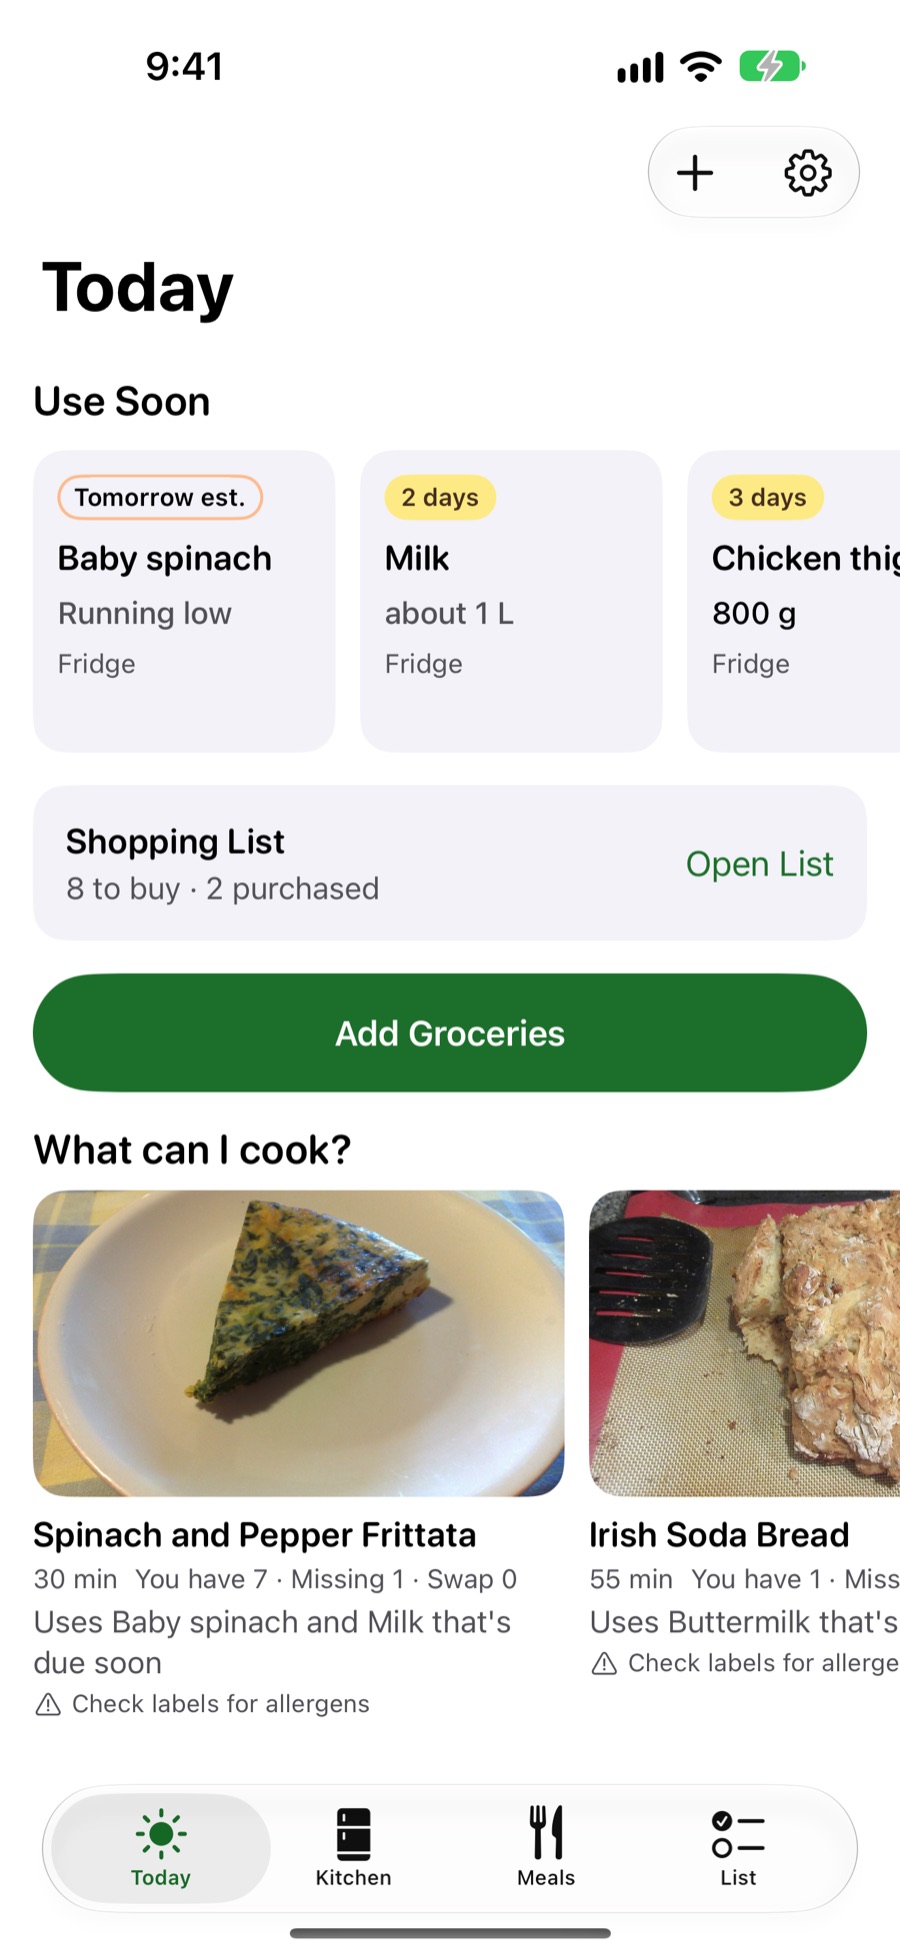 9:41
Today
Use Soon
Tomorrow est.
Baby spinach
Running low
Fridge
2 days
Milk
about 1 L
Fridge
3 days
Chicken thig
800 g
Fridge
Shopping List
8 to buy · 2 purchased
Open List
Add Groceries
What can I cook?
Spinach and Pepper Frittata
30 min You have 7 · Missing 1 · Swap 0
Uses Baby spinach and Milk that's
due soon
Check labels for allergens
Irish Soda Bread
55 min You have 1 · Miss
Uses Buttermilk that's
Check labels for allerge
Today
Kitchen
Meals
List